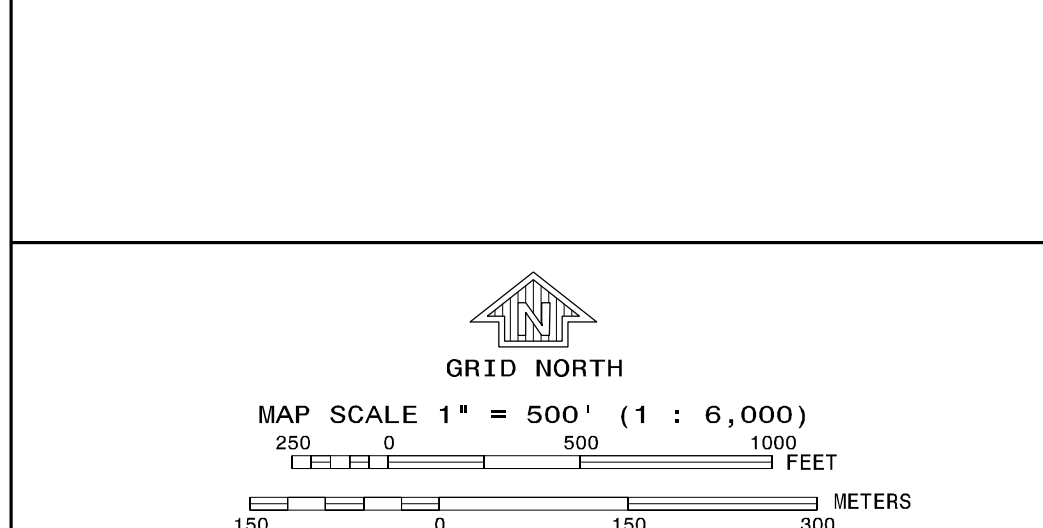 N
GRID NORTH
MAP SCALE 1" = 500' (1 : 6,000)
250 0 500 1000
FEET
METERS
150 0 150 300